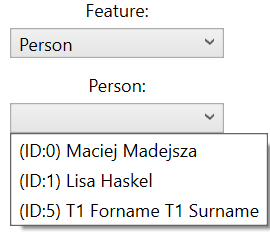 Feature:
Person
Person:
(ID:0) Maciej Madejsza
(ID:1) Lisa Haskel
(ID:5) T1 Forname T1 Surname